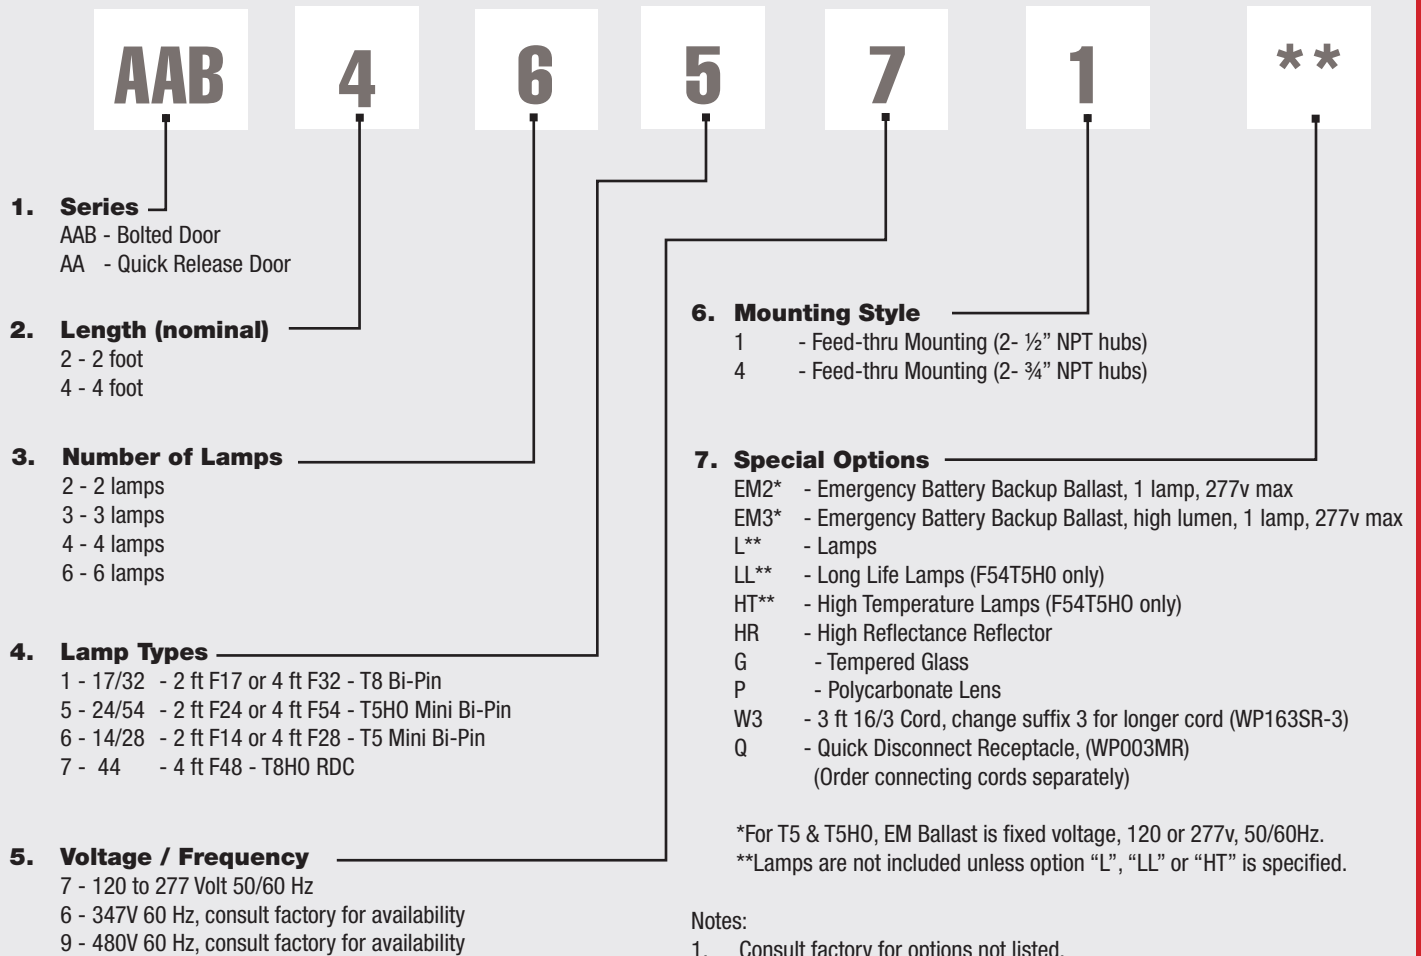 AAB 4 6 5 7 1 **
1. Series
AAB - Bolted Door
AA - Quick Release Door
2. Length (nominal)
2 - 2 foot
4 - 4 foot
3. Number of Lamps
2 - 2 lamps
3 - 3 lamps
4 - 4 lamps
6 - 6 lamps
4. Lamp Types
1 - 17/32 - 2 ft F17 or 4 ft F32 - T8 Bi-Pin
5 - 24/54 - 2 ft F24 or 4 ft F54 - T5HO Mini Bi-Pin
6 - 14/28 - 2 ft F14 or 4 ft F28 - T5 Mini Bi-Pin
7 - 44 - 4 ft F48 - T8HO RDC
5. Voltage / Frequency
7 - 120 to 277 Volt 50/60 Hz
6 - 347V 60 Hz, consult factory for availability
9 - 480V 60 Hz, consult factory for availability
6. Mounting Style
1 - Feed-thru Mounting (2- ½” NPT hubs)
4 - Feed-thru Mounting (2- ¾” NPT hubs)
7. Special Options
EM2* - Emergency Battery Backup Ballast, 1 lamp, 277v max
EM3* - Emergency Battery Backup Ballast, high lumen, 1 lamp, 277v max
L** - Lamps
LL** - Long Life Lamps (F54T5H0 only)
HT** - High Temperature Lamps (F54T5HO only)
HR - High Reflectance Reflector
G - Tempered Glass
P - Polycarbonate Lens
W3 - 3 ft 16/3 Cord, change suffix 3 for longer cord (WP163SR-3)
Q - Quick Disconnect Receptacle, (WP003MR)
(Order connecting cords separately)
*For T5 & T5HO, EM Ballast is fixed voltage, 120 or 277v, 50/60Hz.
**Lamps are not included unless option “L”, “LL” or “HT” is specified.
Notes:
1. Consult factory for options not listed.